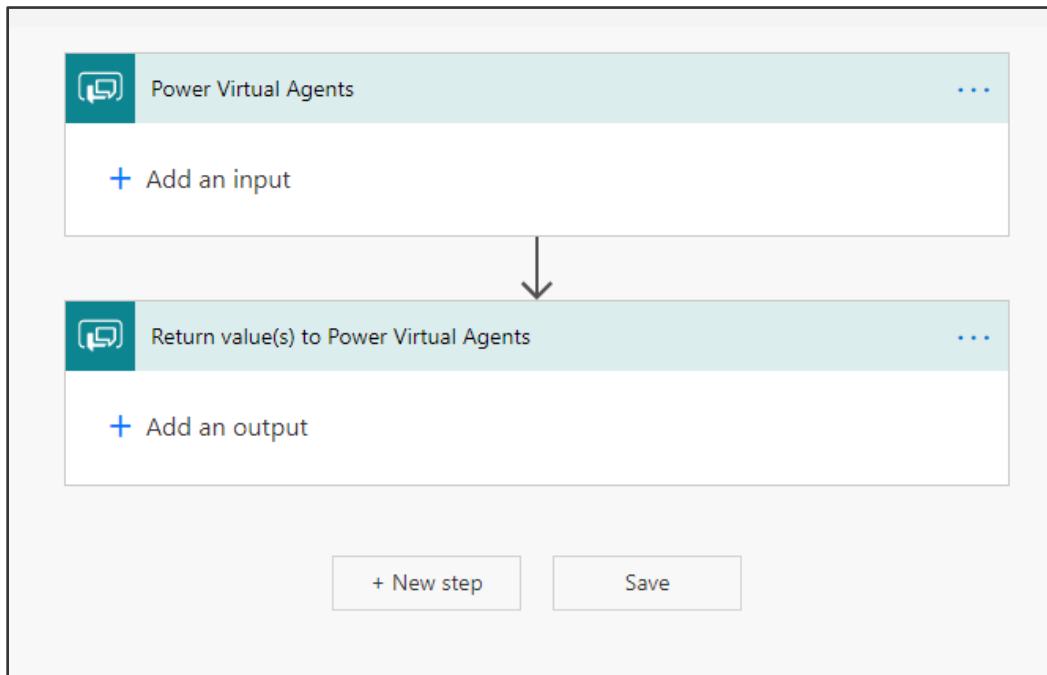 Power Virtual Agents
+ Add an input
Return value(s) to Power Virtual Agents
+ Add an output
+ New step
Save